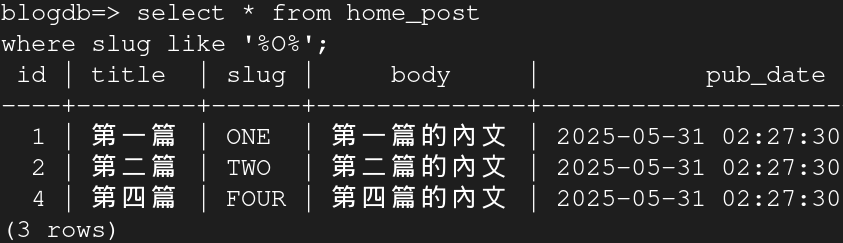 blogdb=> select * from home_post
where slug like '%O%';
 id | title  | slug |     body     |           pub_date
----+--------+------+--------------+--------------------
  1 | 第一篇 | ONE  | 第一篇的內文 | 2025-05-31 02:27:30
  2 | 第二篇 | TWO  | 第二篇的內文 | 2025-05-31 02:27:30
  4 | 第四篇 | FOUR | 第四篇的內文 | 2025-05-31 02:27:30
(3 rows)